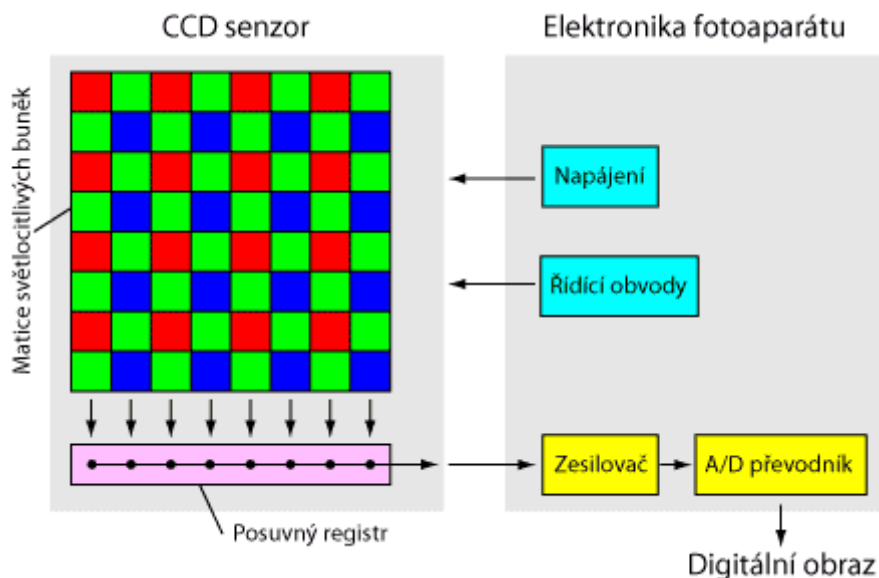 CCD senzor
Elektronika fotoaparátu
Matice světlocitlivých buněk
Napájení
Řídící obvody
Zesilovač
A/D převodník
Posuvný registr
Digitální obraz